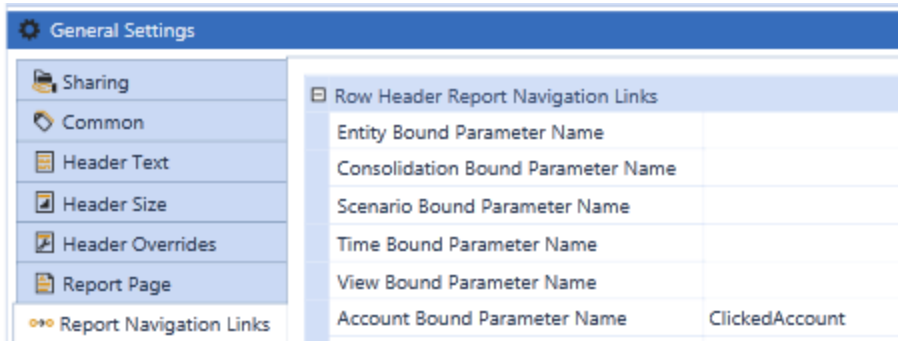 General Settings
Sharing
Common
Header Text
Header Size
Header Overrides
Report Page
Report Navigation Links
Row Header Report Navigation Links
Entity Bound Parameter Name
Consolidation Bound Parameter Name
Scenario Bound Parameter Name
Time Bound Parameter Name
View Bound Parameter Name
Account Bound Parameter Name ClickedAccount